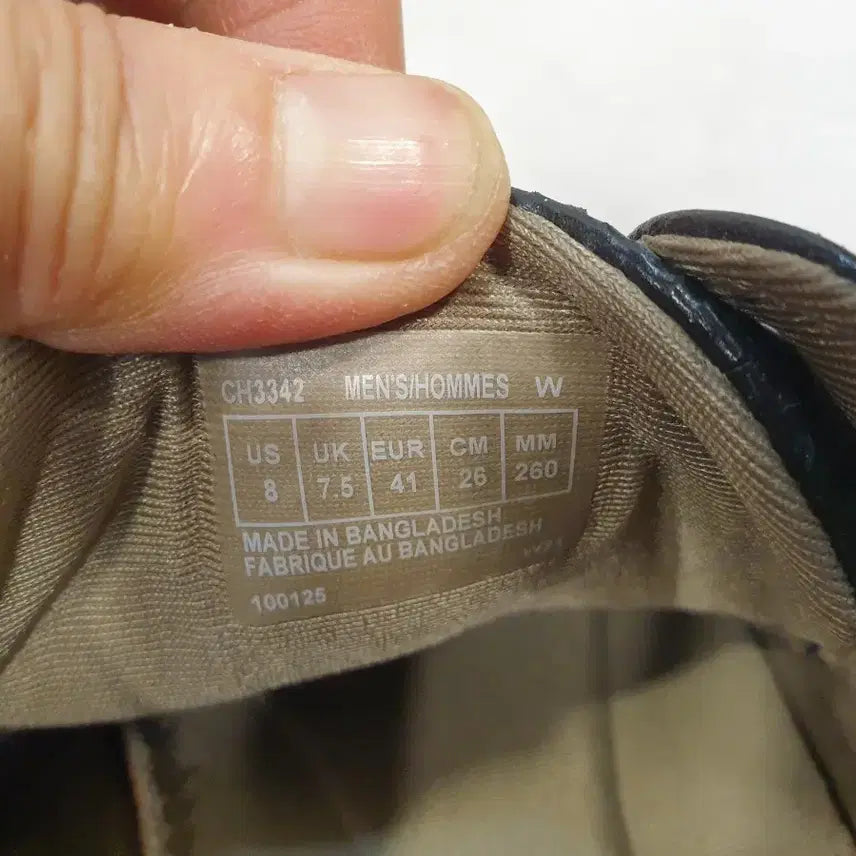 CH3342 MEN'S/HOMMES W
US UK EUR CM MM
8 7.5 41 26 260
MADE IN BANGLADESH
FABRIQUE AU BANGLADESH
100125